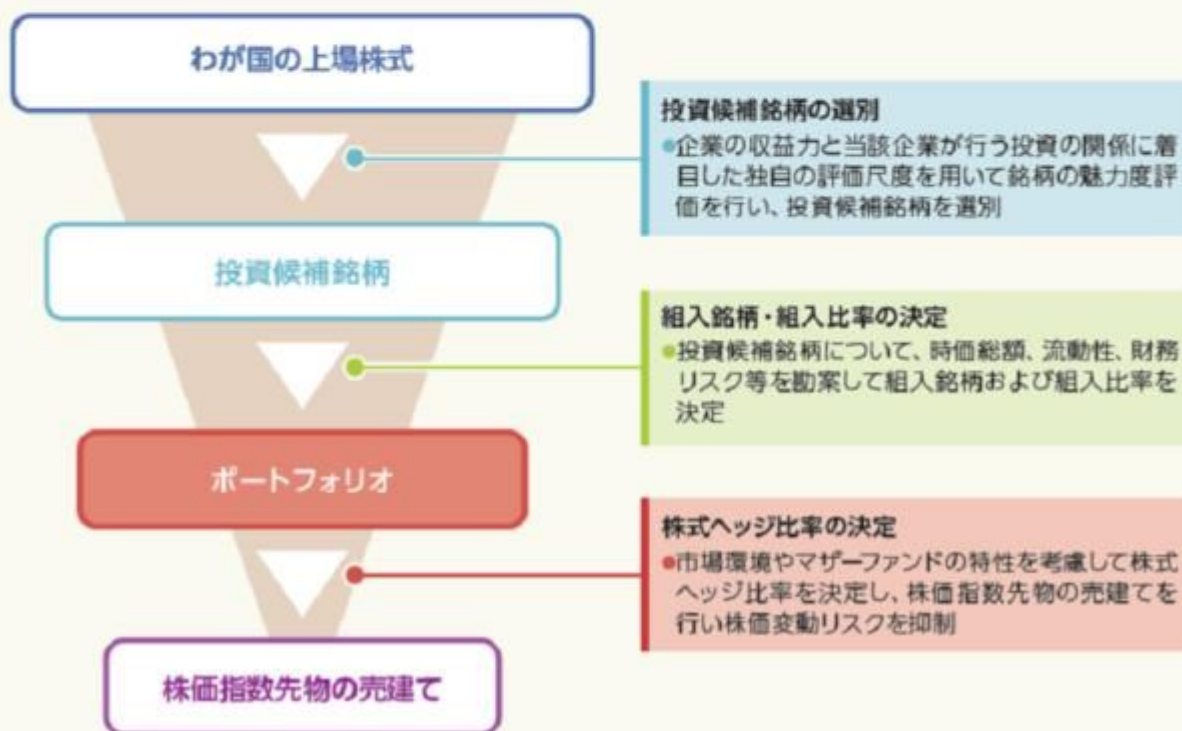 わが国の上場株式
投資候補銘柄の選別
●企業の収益力と当該企業が行う投資の関係に着
目した独自の評価尺度を用いて銘柄の魅力度評
価を行い、投資候補銘柄を選別
投資候補銘柄
組入銘柄・組入比率の決定
●投資候補銘柄について、時価総額、流動性、財務
リスク等を勘案して組入銘柄および組入比率を
決定
ポートフォリオ
株式ヘッジ比率の決定
●市場環境やマザーファンドの特性を考慮して株式
ヘッジ比率を決定し、株価指数先物の売建てを
行い株価変動リスクを抑制
株価指数先物の売建て